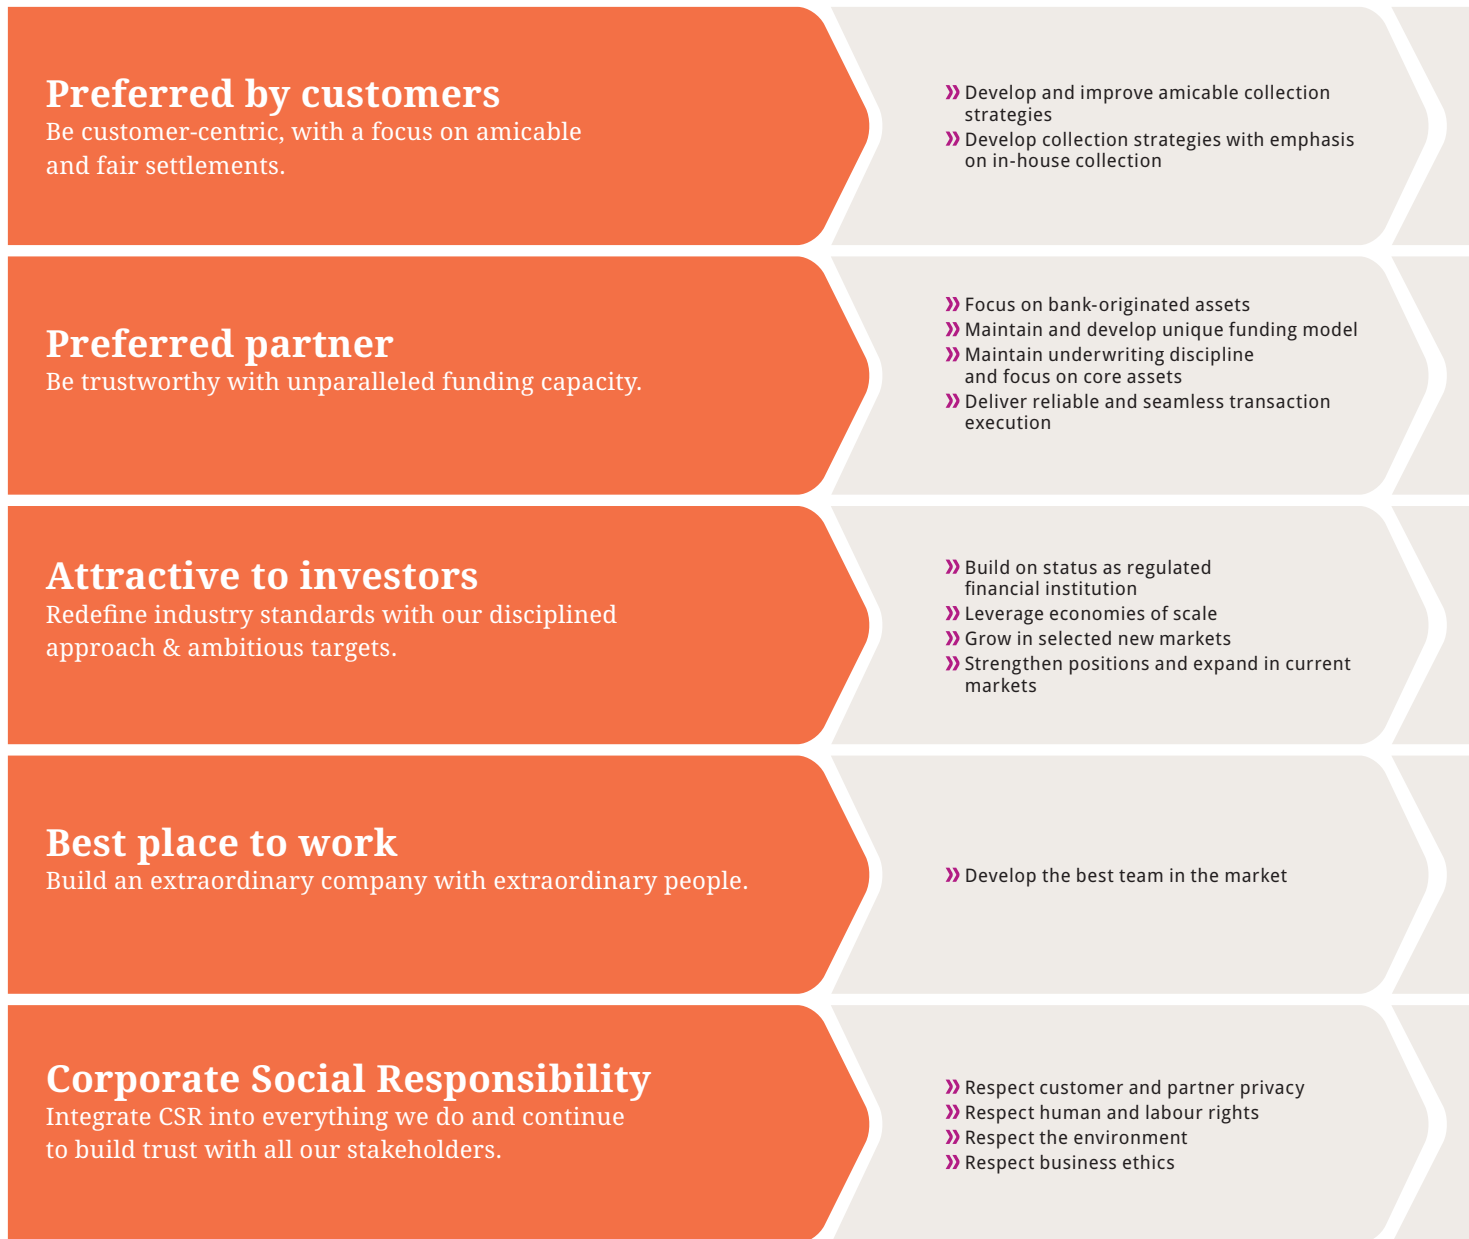 Preferred by customers
Be customer-centric, with a focus on amicable
and fair settlements.
» Develop and improve amicable collection
strategies
» Develop collection strategies with emphasis
on in-house collection
Preferred partner
Be trustworthy with unparalleled funding capacity.
» Focus on bank-originated assets
» Maintain and develop unique funding model
» Maintain underwriting discipline
and focus on core assets
» Deliver reliable and seamless transaction
execution
Attractive to investors
Redefine industry standards with our disciplined
approach & ambitious targets.
» Build on status as regulated
financial institution
» Leverage economies of scale
» Grow in selected new markets
» Strengthen positions and expand in current
markets
Best place to work
Build an extraordinary company with extraordinary people.
» Develop the best team in the market
Corporate Social Responsibility
Integrate CSR into everything we do and continue
to build trust with all our stakeholders.
» Respect customer and partner privacy
» Respect human and labour rights
» Respect the environment
» Respect business ethics